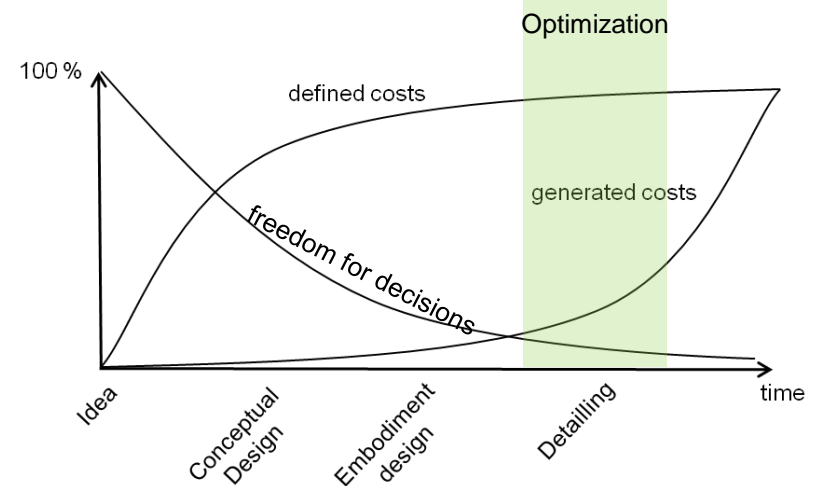 Optimization
100 %
defined costs
generated costs
freedom for decisions
time
Idea
Conceptual
Design
Embodiment
design
Detailling